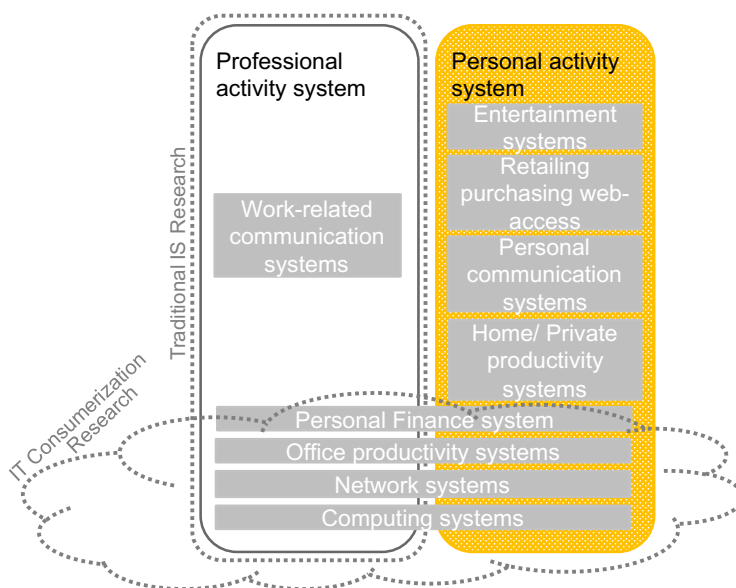 Professional
activity system
Personal activity
system
Entertainment
systems
Retailing
purchasing web-
access
Work-related
communication
systems
Personal
communication
systems
Home/ Private
productivity
systems
Personal Finance system
Office productivity systems
Network systems
Computing systems
Traditional IS Research
IT Consumerization
Research